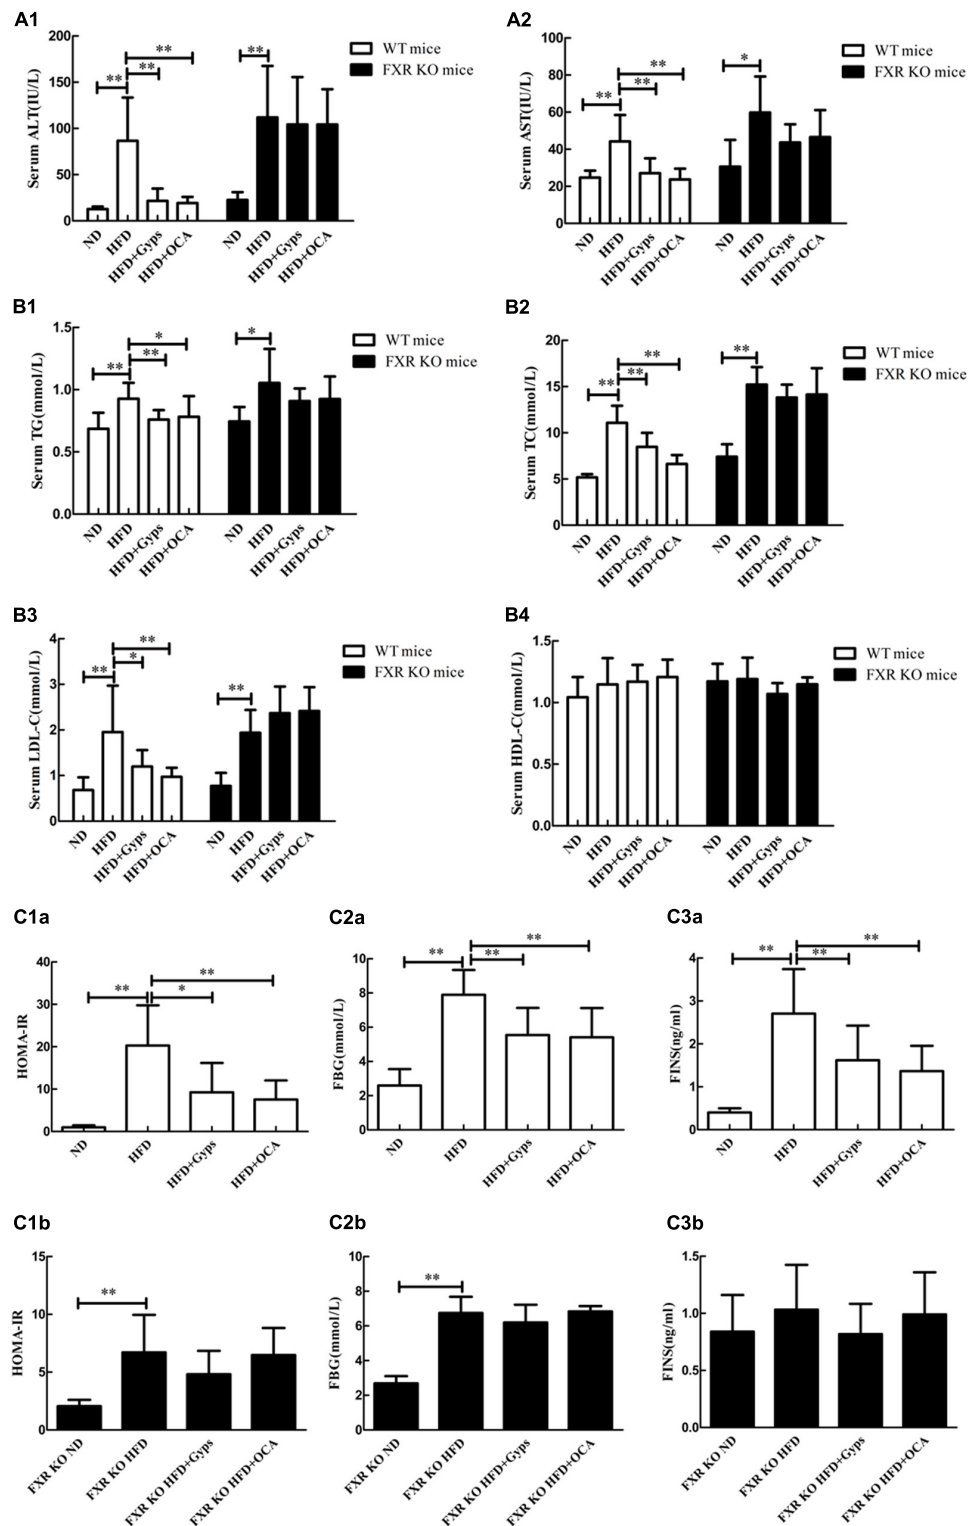 A1
200
150
100
50
0
Serum ALT(IU/L)
**
**
**
**
WT mice
FXR KO mice
ND
HFD
HFD+Gyps
HFD+OCA
ND
HFD
HFD+Gyps
HFD+OCA
A2
100
80
60
40
20
0
Serum AST(IU/L)
**
**
**
*
WT mice
FXR KO mice
ND
HFD
HFD+Gyps
HFD+OCA
ND
HFD
HFD+Gyps
HFD+OCA
B1
1.5
1.0
0.5
0.0
Serum TG(mmol/L)
**
**
*
*
WT mice
FXR KO mice
ND
HFD
HFD+Gyps
HFD+OCA
ND
HFD
HFD+Gyps
HFD+OCA
B2
20
15
10
5
0
Serum TC(mmol/L)
**
**
**
**
WT mice
FXR KO mice
ND
HFD
HFD+Gyps
HFD+OCA
ND
HFD
HFD+Gyps
HFD+OCA
B3
4
3
2
1
0
Serum LDL-C(mmol/L)
**
*
**
**
WT mice
FXR KO mice
ND
HFD
HFD+Gyps
HFD+OCA
ND
HFD
HFD+Gyps
HFD+OCA
B4
1.5
1.0
0.5
0.0
Serum HDL-C(mmol/L)
WT mice
FXR KO mice
ND
HFD
HFD+Gyps
HFD+OCA
ND
HFD
HFD+Gyps
HFD+OCA
C1a
40
30
20
10
0
HOMA-IR
**
*
**
ND
HFD
HFD+Gyps
HFD+OCA
C2a
10
8
6
4
2
0
FBG(mmol/L)
**
**
**
ND
HFD
HFD+Gyps
HFD+OCA
C3a
4
3
2
1
0
FINS(ng/ml)
**
**
**
ND
HFD
HFD+Gyps
HFD+OCA
C1b
15
10
5
0
HOMA-IR
**
FXR KO ND
FXR KO HFD
FXR KO HFD+Gyps
FXR KO HFD+OCA
C2b
10
8
6
4
2
0
FBG(mmol/L)
**
FXR KO ND
FXR KO HFD
FXR KO HFD+Gyps
FXR KO HFD+OCA
C3b
1.5
1.0
0.5
0.0
FINS(ng/ml)
FXR KO ND
FXR KO HFD
FXR KO HFD+Gyps
FXR KO HFD+OCA